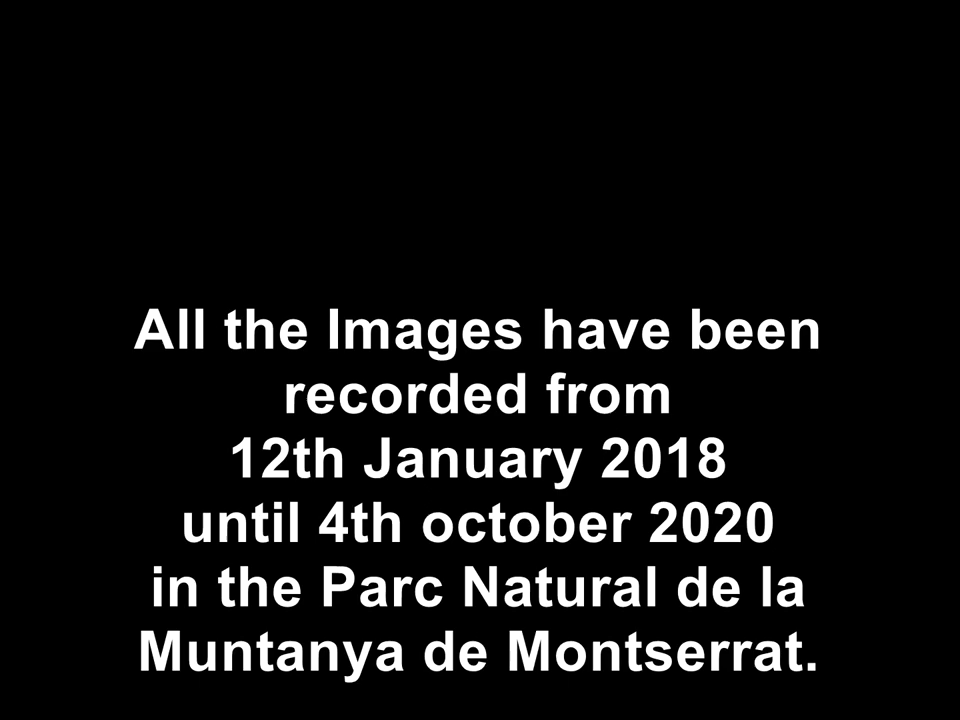 All the Images have been
recorded from
12th January 2018
until 4th october 2020
in the Parc Natural de la
Muntanya de Montserrat.